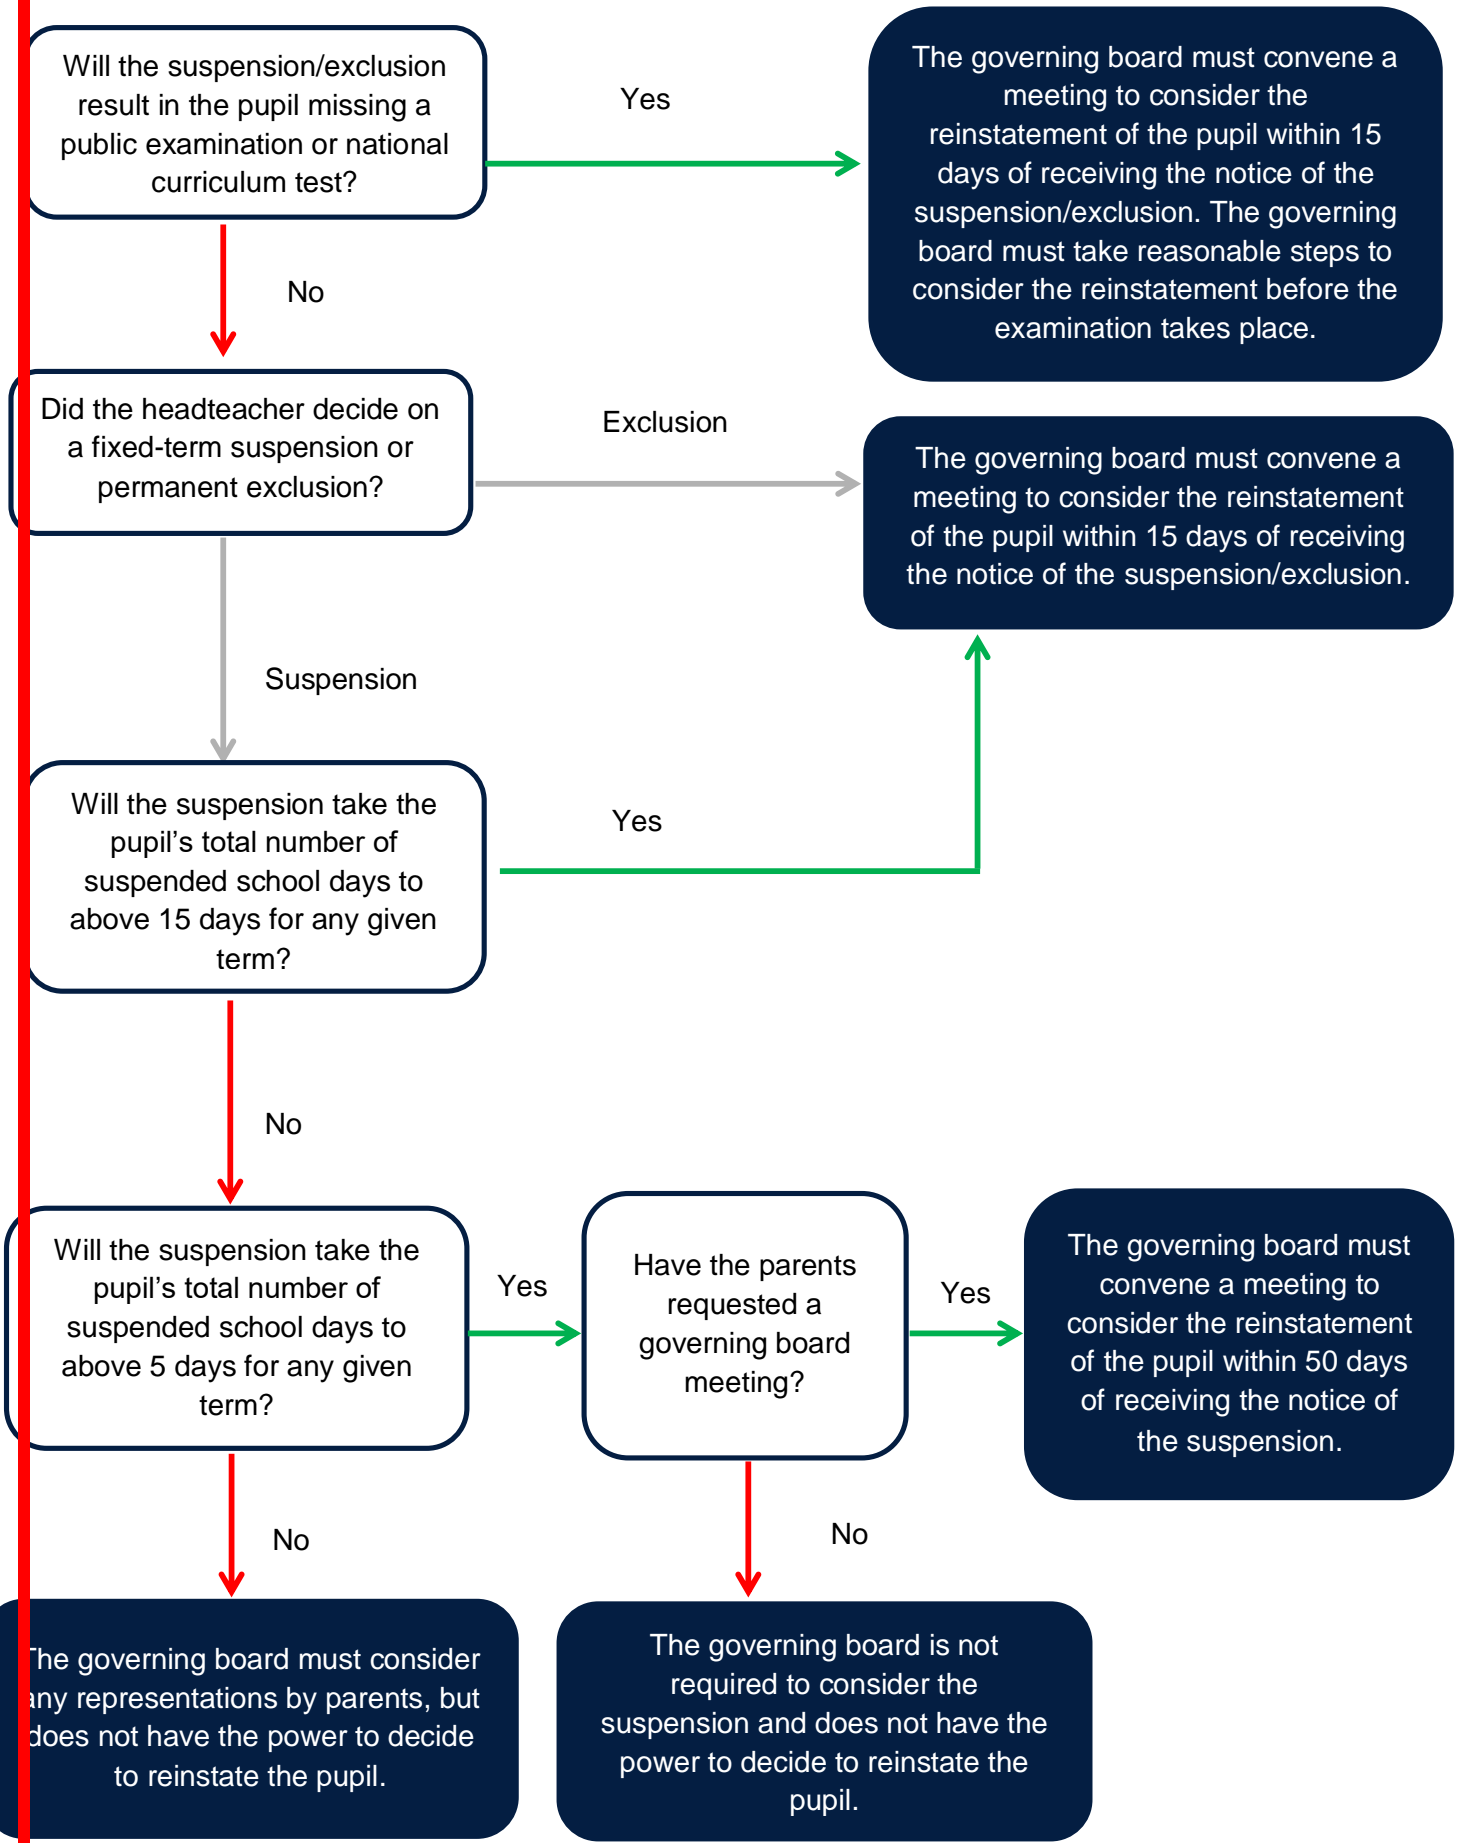 Will the suspension/exclusion
result in the pupil missing a
public examination or national
curriculum test?
Yes
The governing board must convene a
meeting to consider the
reinstatement of the pupil within 15
days of receiving the notice of the
suspension/exclusion. The governing
board must take reasonable steps to
consider the reinstatement before the
examination takes place.
No
Did the headteacher decide on
a fixed-term suspension or
permanent exclusion?
Exclusion
The governing board must convene a
meeting to consider the reinstatement
of the pupil within 15 days of receiving
the notice of the suspension/exclusion.
Suspension
Will the suspension take the
pupil’s total number of
suspended school days to
above 15 days for any given
term?
Yes
No
Will the suspension take the
pupil’s total number of
suspended school days to
above 5 days for any given
term?
Yes
Have the parents
requested a
governing board
meeting?
Yes
The governing board must
convene a meeting to
consider the reinstatement
of the pupil within 50 days
of receiving the notice of
the suspension.
No
No
The governing board must consider
any representations by parents, but
does not have the power to decide
to reinstate the pupil.
The governing board is not
required to consider the
suspension and does not have the
power to decide to reinstate the
pupil.